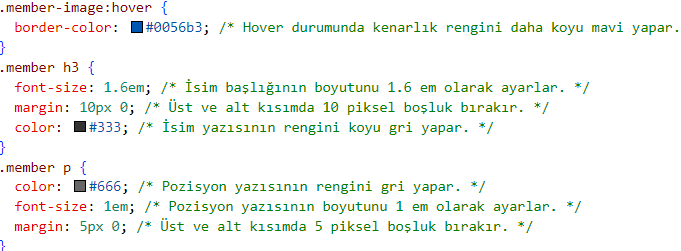 .member-image:hover {
border-color: #0056b3; /* Hover durumunda kenarlık rengini daha koyu mavi yapar.
}
.member h3 {
font-size: 1.6em; /* İsim başlığının boyutunu 1.6 em olarak ayarlar. */
margin: 10px 0; /* Üst ve alt kısımda 10 piksel boşluk bırakır. */
color: #333; /* İsim yazısının rengini koyu gri yapar. */
}
.member p {
color: #666; /* Pozisyon yazısının rengini gri yapar. */
font-size: 1em; /* Pozisyon yazısının boyutunu 1 em olarak ayarlar. */
margin: 5px 0; /* Üst ve alt kısımda 5 piksel boşluk bırakır. */
}